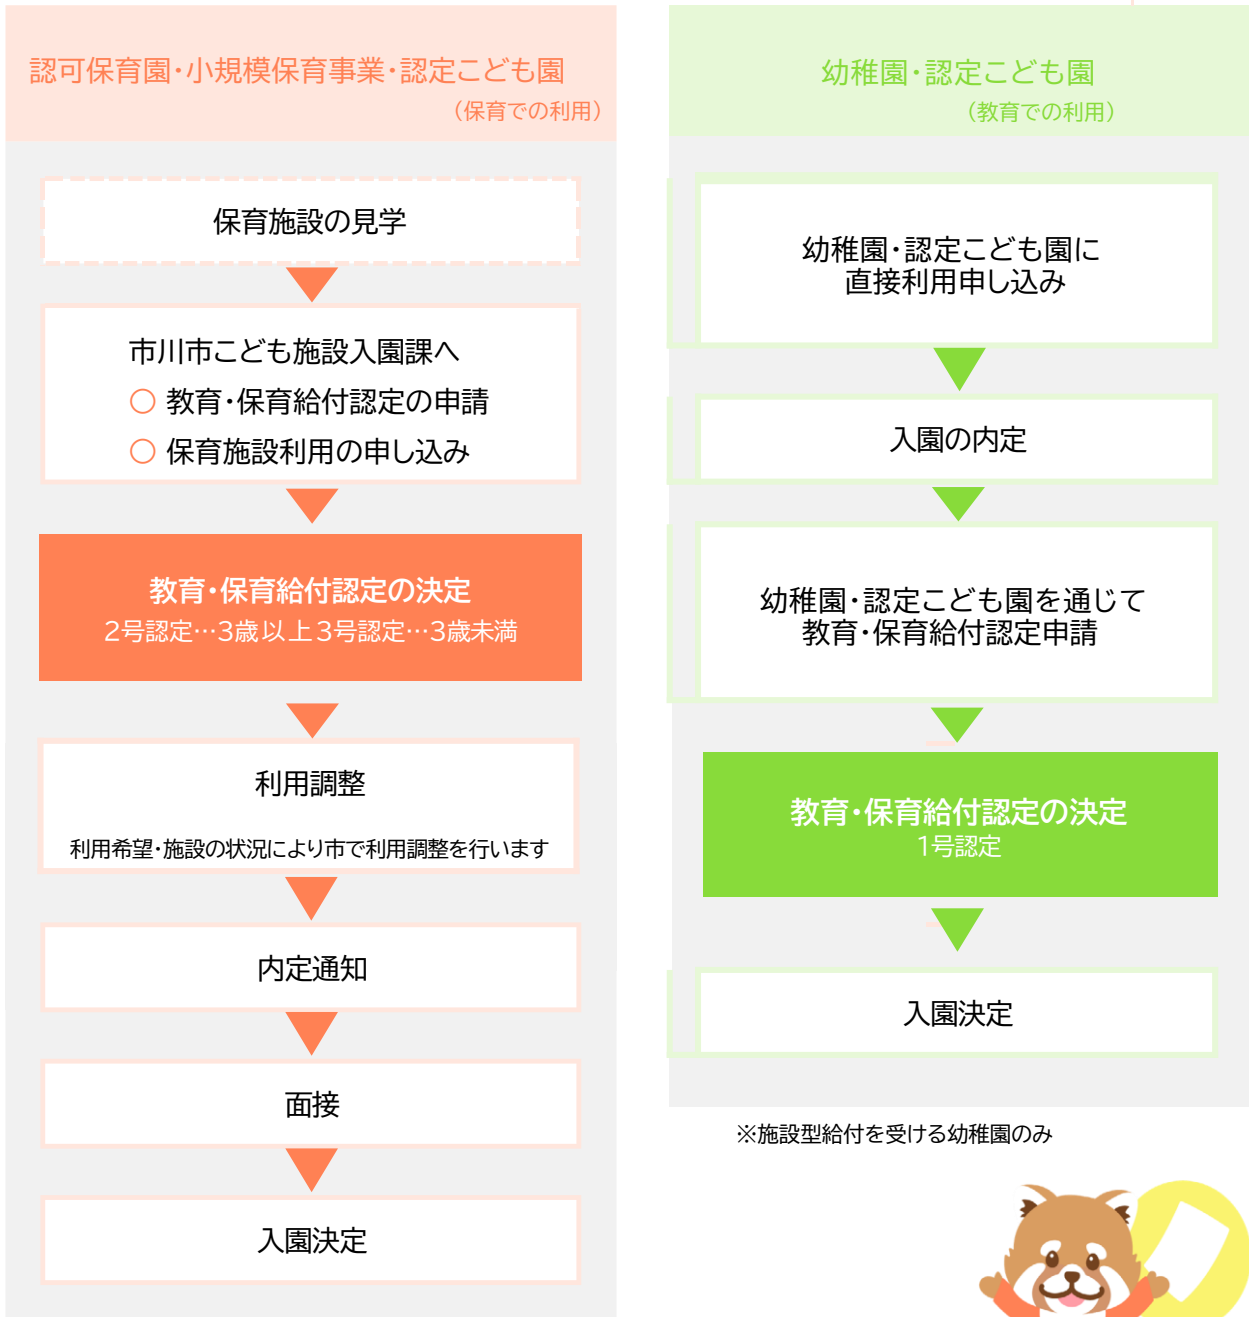 認可保育園・小規模保育事業・認定こども園
（保育での利用）
保育施設の見学
市川市こども施設入園課へ
○ 教育・保育給付認定の申請
○ 保育施設利用の申し込み
教育・保育給付認定の決定
2号認定…3歳以上 3号認定…3歳未満
利用調整
利用希望・施設の状況により市で利用調整を行います
内定通知
面接
入園決定
幼稚園・認定こども園
（教育での利用）
幼稚園・認定こども園に
直接利用申し込み
入園の内定
幼稚園・認定こども園を通じて
教育・保育給付認定申請
教育・保育給付認定の決定
1号認定
入園決定
※施設型給付を受ける幼稚園のみ